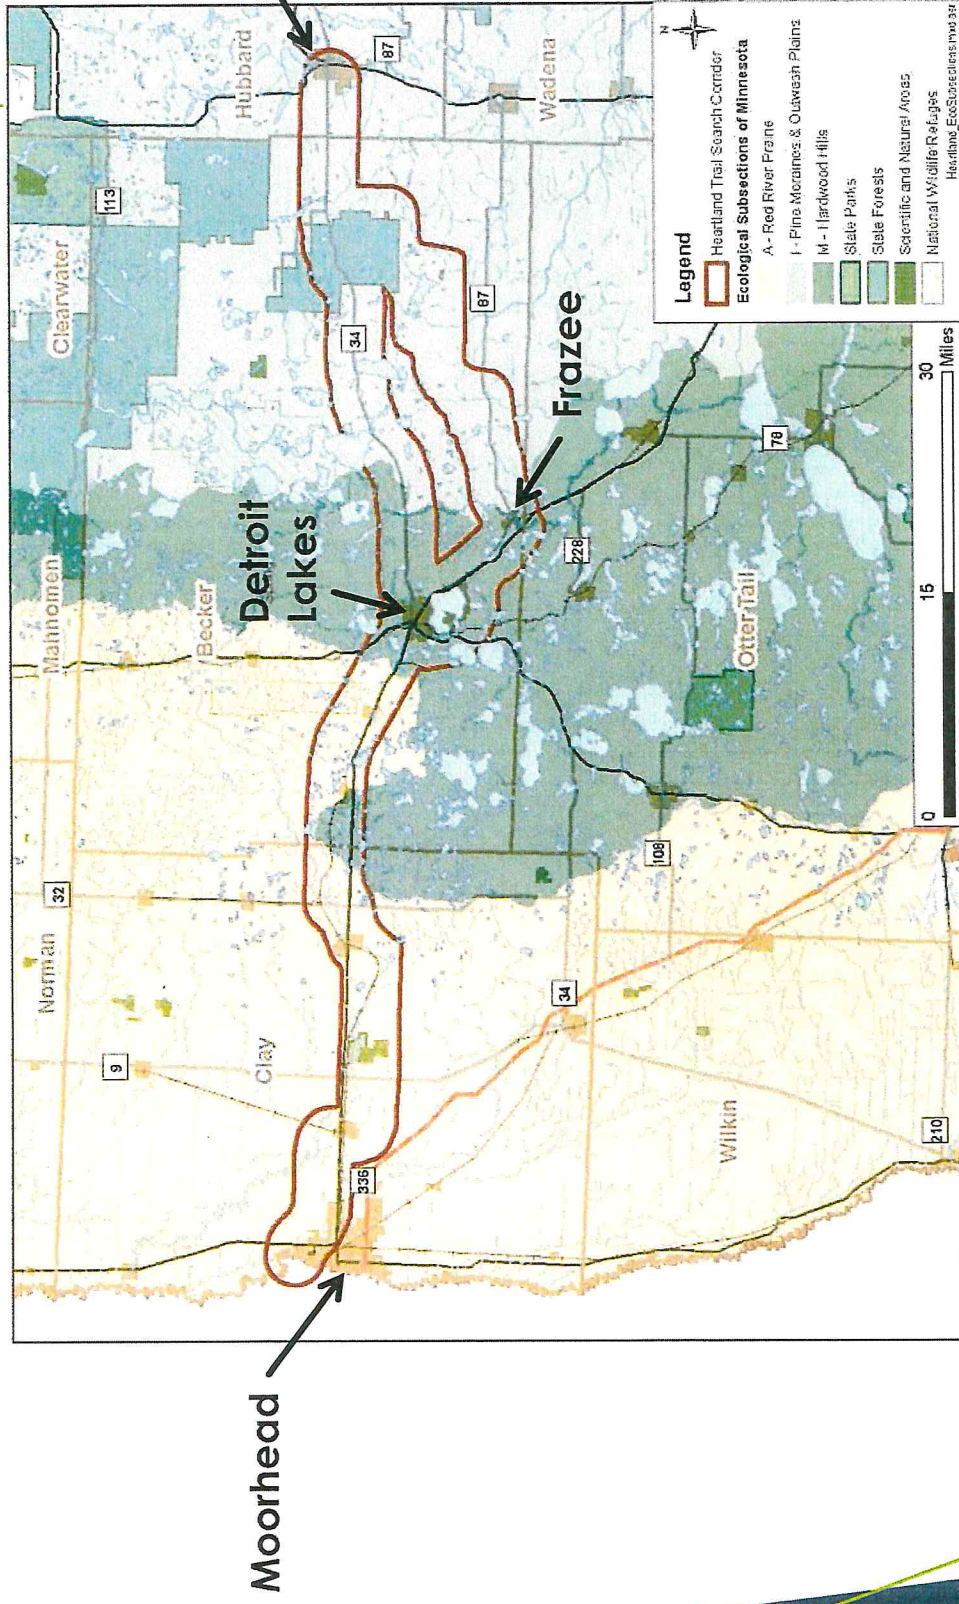 Moorhead
Detroit
Lakes
Frazee
Norman
Mahnomen
Clearwater
Hubbard
Becker
Clay
Wilkin
Otter Tail
Wadena
32
9
113
87
34
87
336
34
228
78
108
210
0
15
30
Miles
N
Legend
Heartland Trail Search Corridor
Ecological Subsections of Minnesota
A - Red River Prairie
I - Pine Moraines & Outwash Plains
M - Hardwood Hills
State Parks
State Forests
Scientific and Natural Areas
National Wildlife Refuges